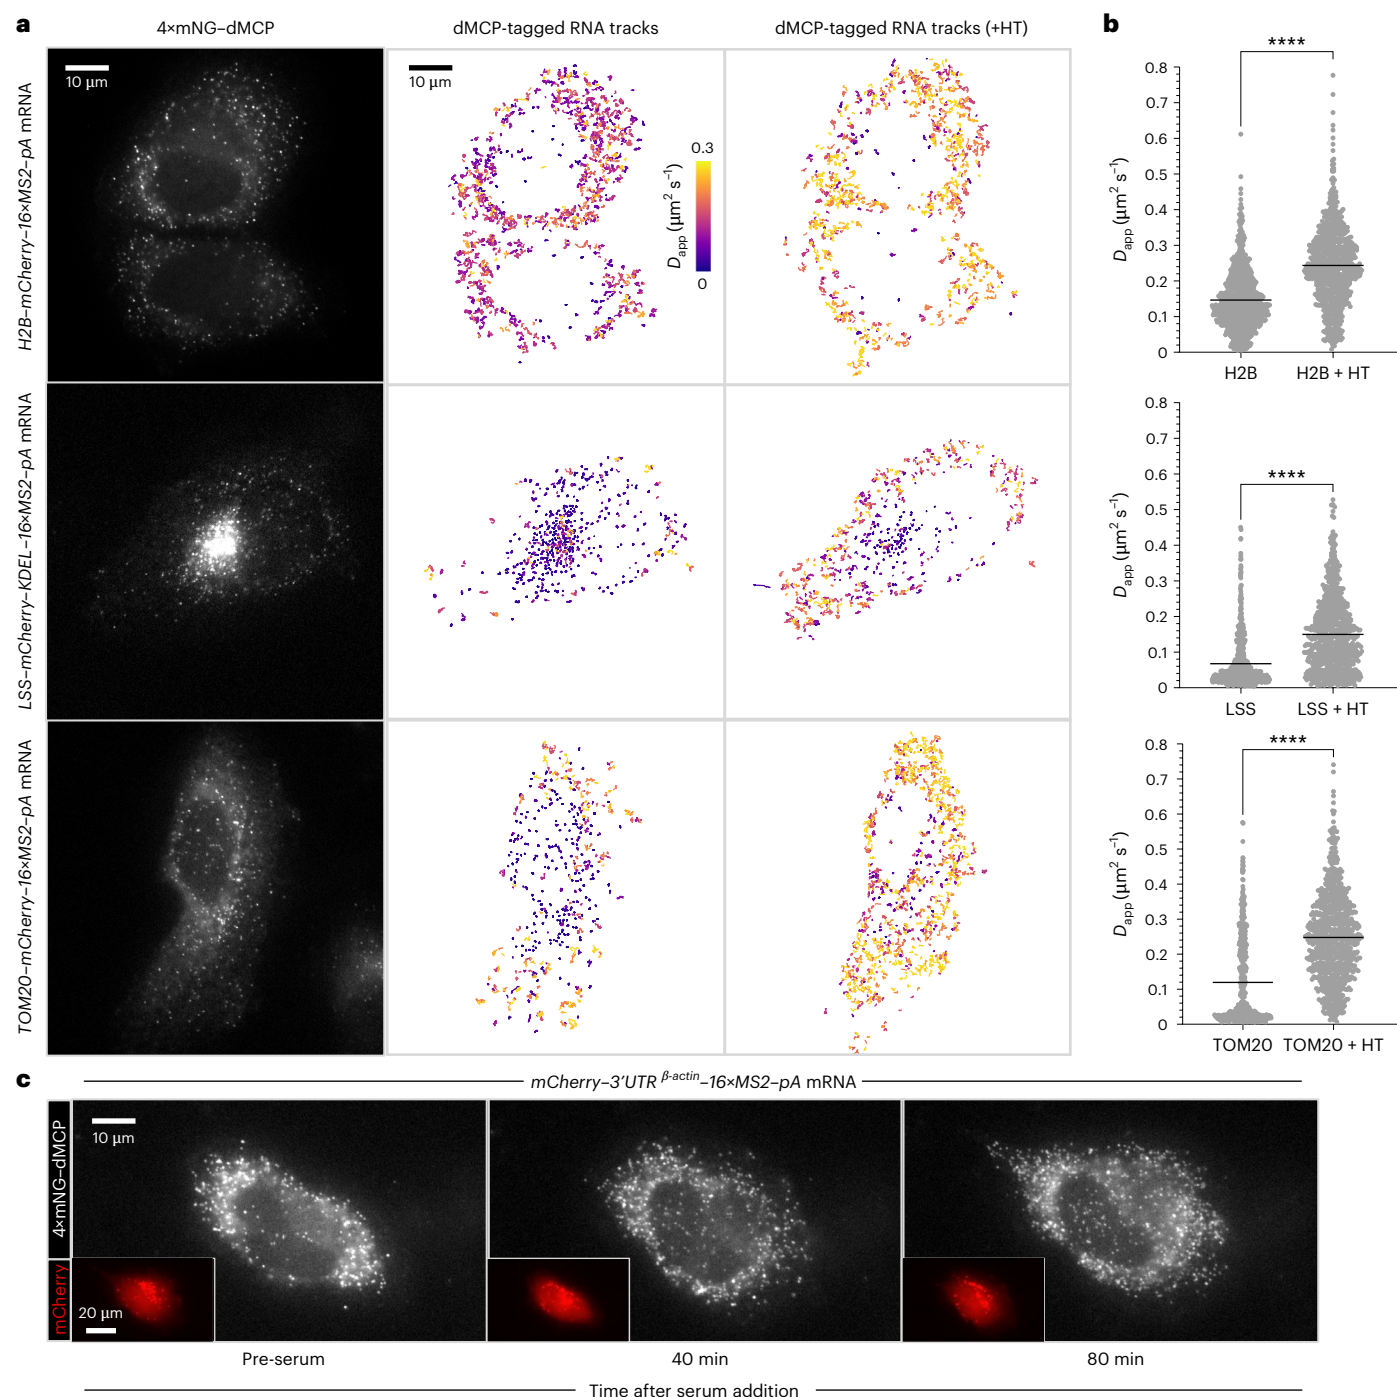 a
4×mNG–dMCP
dMCP-tagged RNA tracks
dMCP-tagged RNA tracks (+HT)
H2B–mCherry–16×MS2–pA mRNA
10 µm
10 µm
0.3
D app (µm² s⁻¹)
0
LSS–mCherry–KDEL–16×MS2–pA mRNA
TOM20–mCherry–16×MS2–pA mRNA
b
****
0.8
0.7
0.6
0.5
0.4
0.3
0.2
0.1
0
D app (µm² s⁻¹)
H2B
H2B + HT
****
0.8
0.7
0.6
0.5
0.4
0.3
0.2
0.1
0
D app (µm² s⁻¹)
LSS
LSS + HT
****
0.8
0.7
0.6
0.5
0.4
0.3
0.2
0.1
0
D app (µm² s⁻¹)
TOM20
TOM20 + HT
c
mCherry–3′UTR β-actin–16×MS2–pA mRNA
4×mNG–dMCP
10 µm
mCherry
20 µm
Pre-serum
40 min
80 min
Time after serum addition